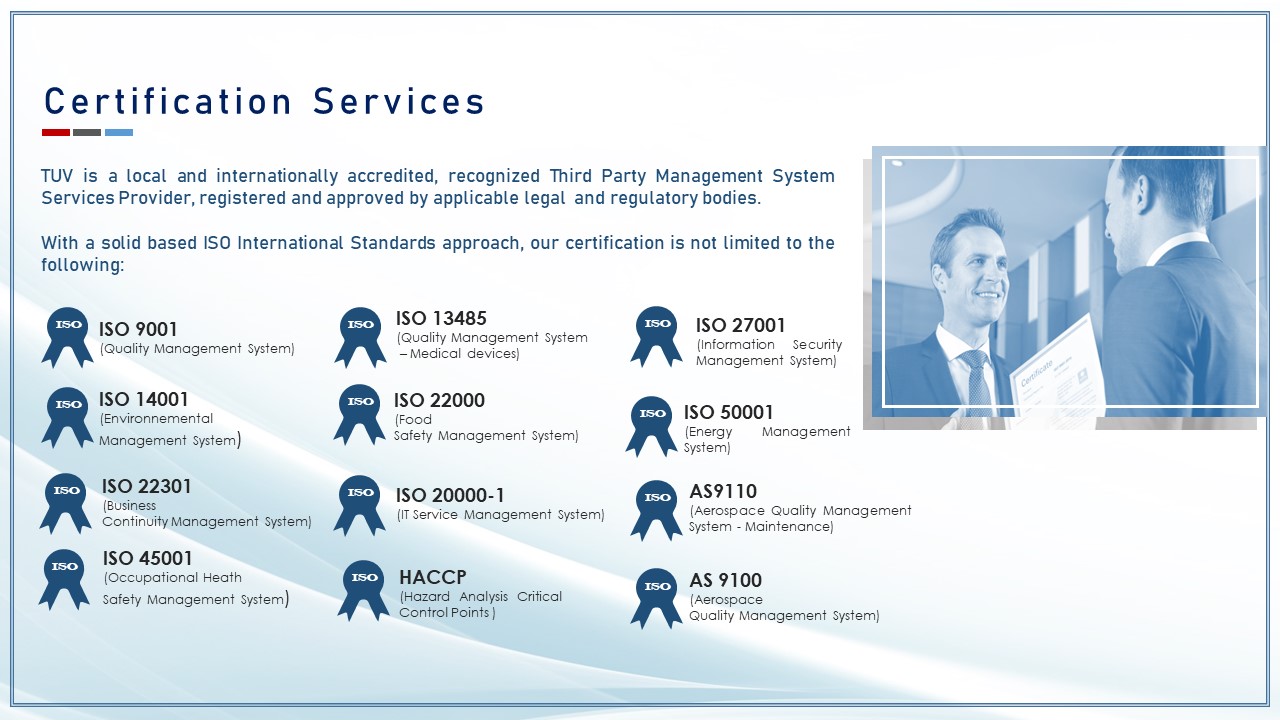 Certification Services
TUV is a local and internationally accredited, recognized Third Party Management System
Services Provider, registered and approved by applicable legal and regulatory bodies.
With a solid based ISO International Standards approach, our certification is not limited to the
following:
ISO
ISO 9001
(Quality Management System)
ISO
ISO 14001
(Environnemental
Management System)
ISO
ISO 22301
(Business
Continuity Management System)
ISO
ISO 45001
(Occupational Heath
Safety Management System)
ISO
ISO 13485
(Quality Management System
– Medical devices)
ISO
ISO 22000
(Food
Safety Management System)
ISO
ISO 20000-1
(IT Service Management System)
ISO
HACCP
(Hazard Analysis Critical
Control Points )
ISO
ISO 27001
(Information Security
Management System)
ISO
ISO 50001
(Energy Management
System)
ISO
AS9110
(Aerospace Quality Management
System - Maintenance)
ISO
AS 9100
(Aerospace
Quality Management System)
Certificate